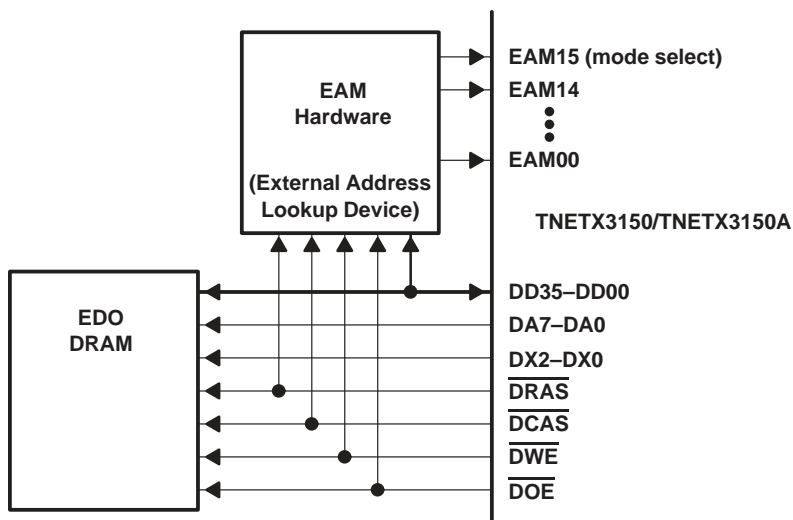 EAM
Hardware
(External Address
Lookup Device)
EAM15 (mode select)
EAM14
EAM00
TNETX3150/TNETX3150A
EDO
DRAM
DD35–DD00
DA7–DA0
DX2–DX0
DRAS
DCAS
DWE
DOE